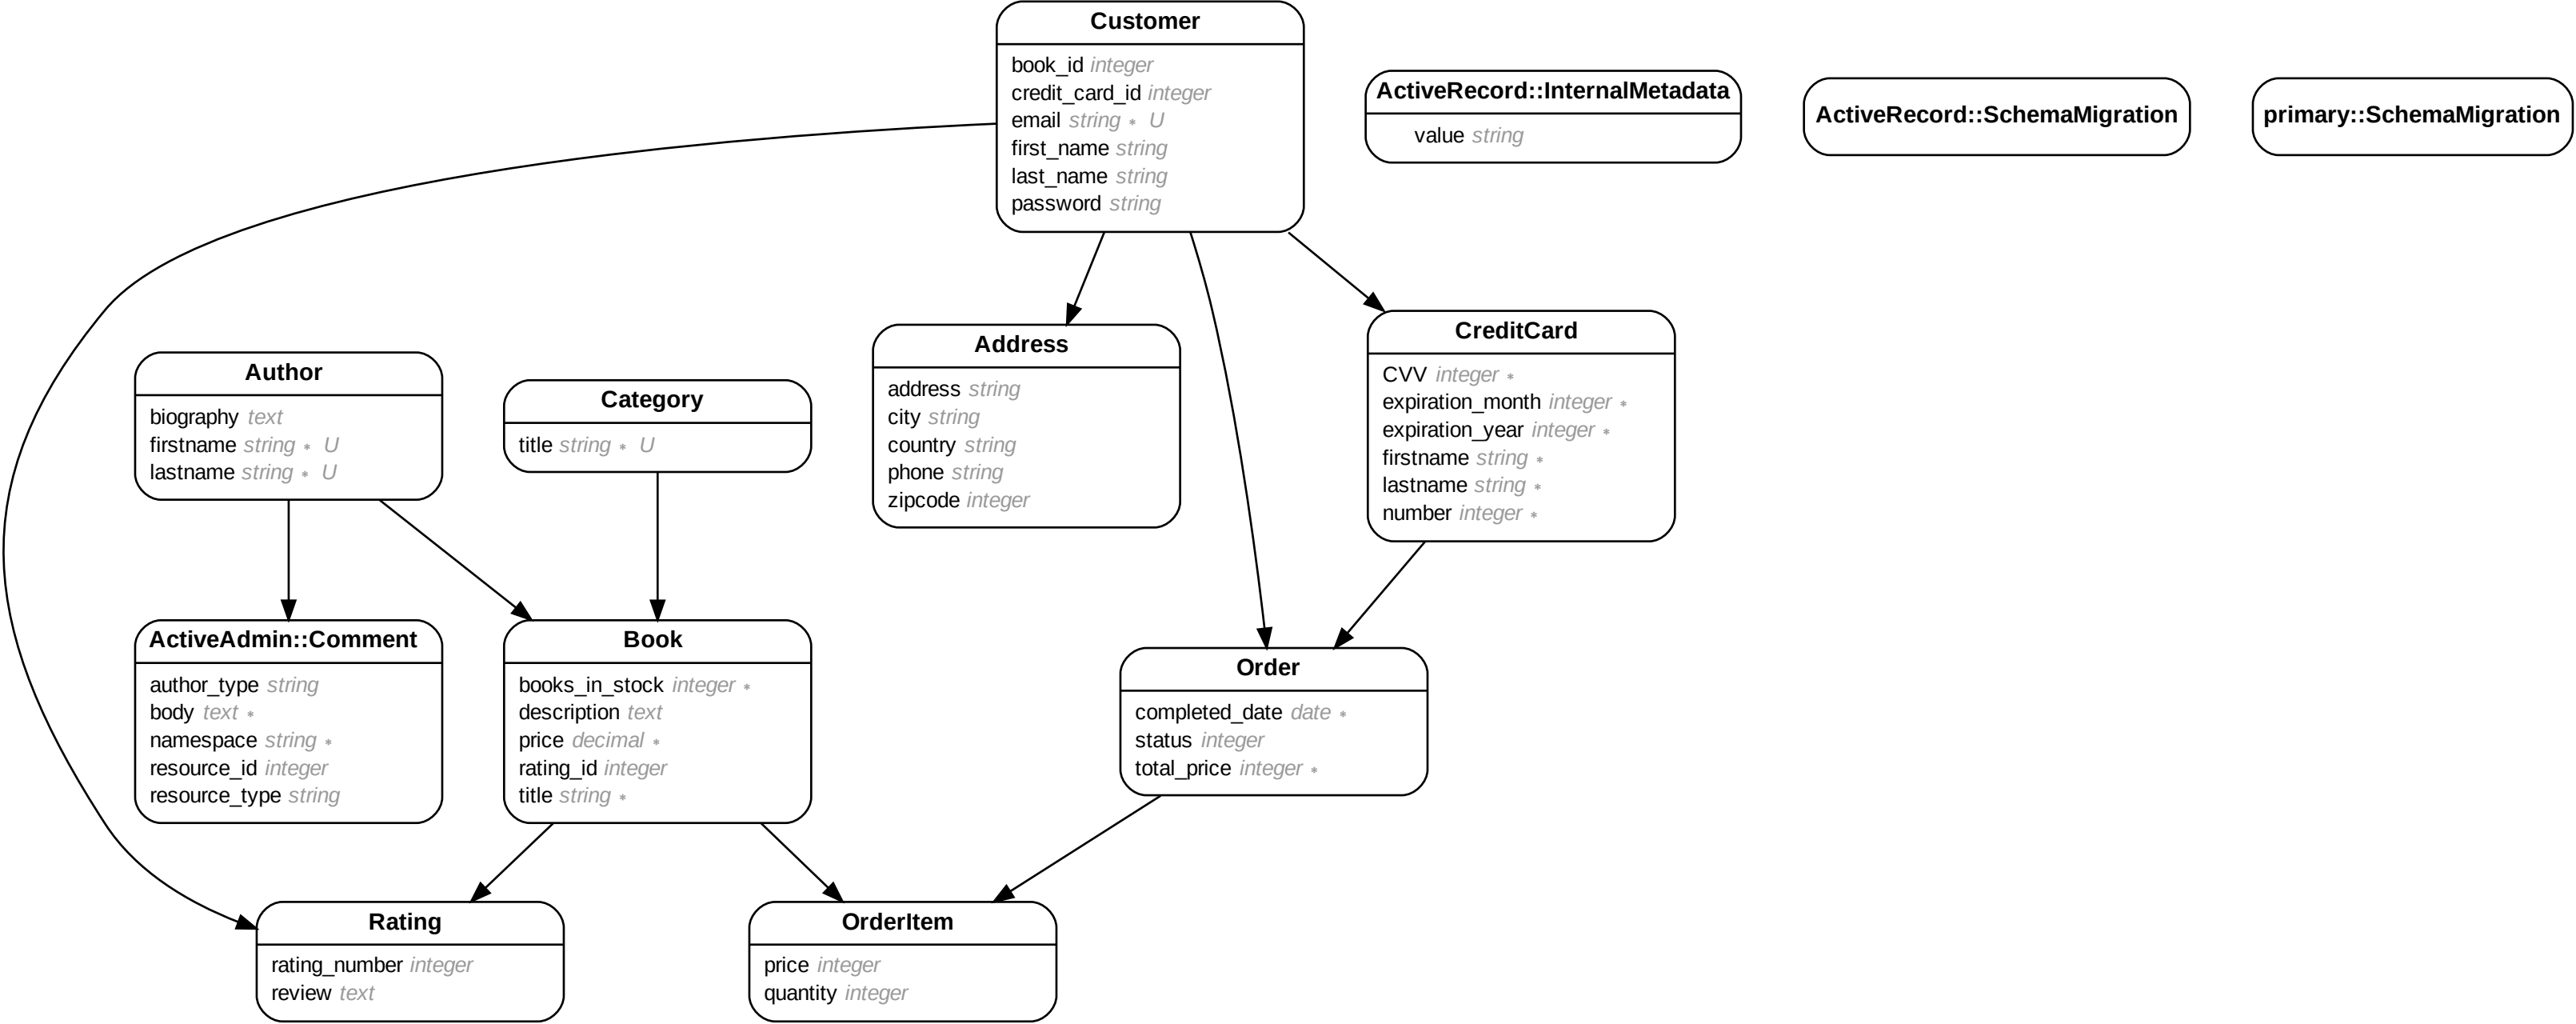 Customer
book_id integer
credit_card_id integer
email string * U
first_name string
last_name string
password string
ActiveRecord::InternalMetadata
value string
ActiveRecord::SchemaMigration
primary::SchemaMigration
Author
biography text
firstname string * U
lastname string * U
Category
title string * U
Address
address string
city string
country string
phone string
zipcode integer
CreditCard
CVV integer *
expiration_month integer *
expiration_year integer *
firstname string *
lastname string *
number integer *
ActiveAdmin::Comment
author_type string
body text *
namespace string *
resource_id integer
resource_type string
Book
books_in_stock integer *
description text
price decimal *
rating_id integer
title string *
Order
completed_date date *
status integer
total_price integer *
Rating
rating_number integer
review text
OrderItem
price integer
quantity integer